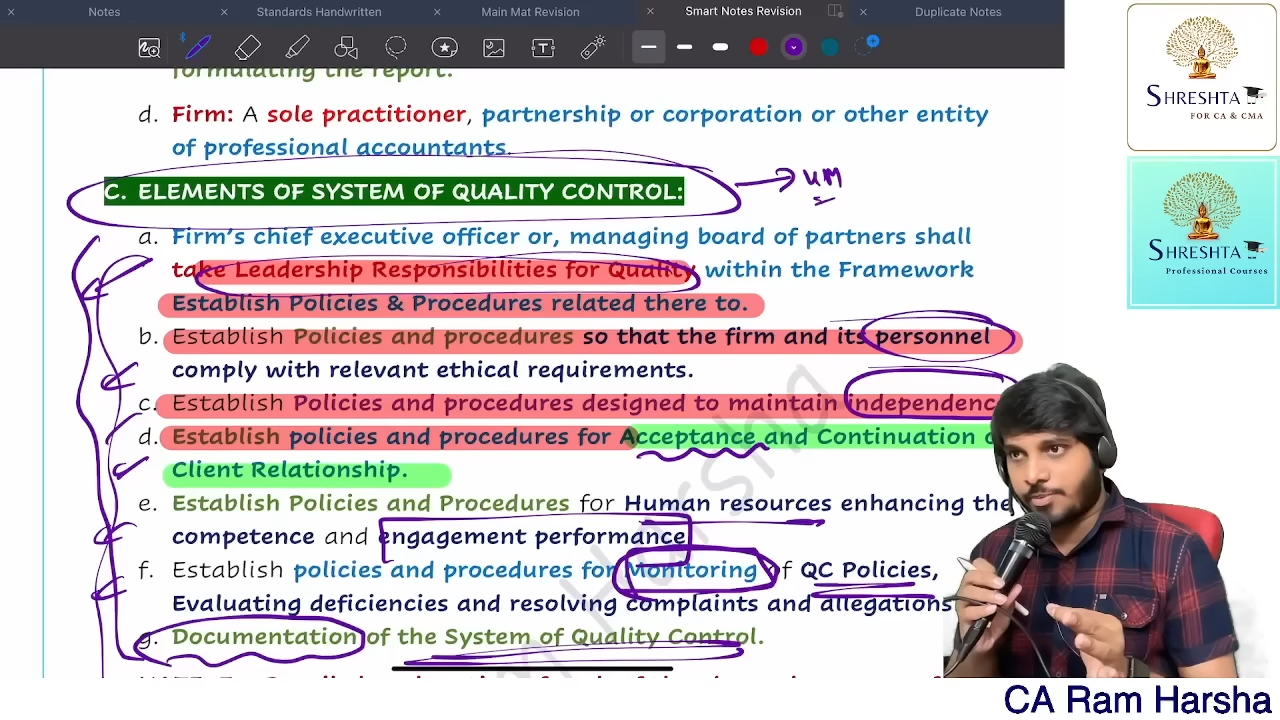 Notes
Standards Handwritten
Main Mat Revision
Smart Notes Revision
Duplicate Notes
formulating the report.
d. Firm: A sole practitioner, partnership or corporation or other entity
of professional accountants.
C. ELEMENTS OF SYSTEM OF QUALITY CONTROL:
a. Firm's chief executive officer or, managing board of partners shall
take Leadership Responsibilities for Quality within the Framework
Establish Policies & Procedures related there to.
b. Establish Policies and procedures so that the firm and its personnel
comply with relevant ethical requirements.
c. Establish Policies and procedures designed to maintain independenc
d. Establish policies and procedures for Acceptance and Continuation o
Client Relationship.
e. Establish Policies and Procedures for Human resources enhancing the
competence and engagement performance
f. Establish policies and procedures for Monitoring of QC Policies,
Evaluating deficiencies and resolving complaints and allegations
g. Documentation of the System of Quality Control.
SHRESHTA
FOR CA & CMA
SHRESHTA
Professional Courses
CA Ram Harsha